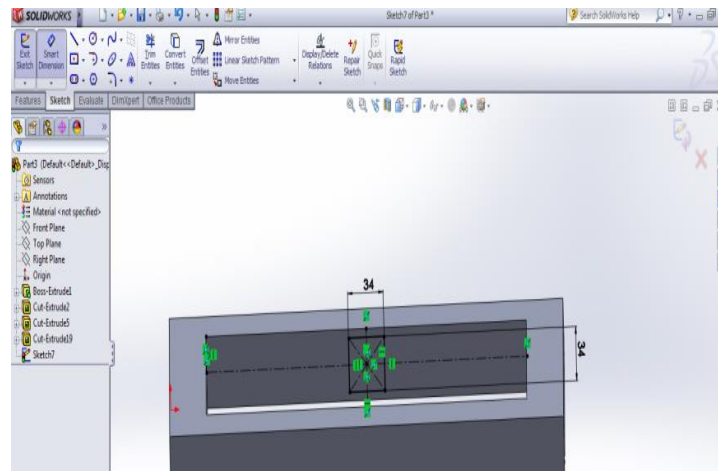 SOLIDWORKS
Sketch7 of Part3 *
Search SolidWorks Help
Exit Sketch
Smart Dimension
Trim Entities
Convert Entities
Offset Entities
Mirror Entities
Linear Sketch Pattern
Move Entities
Display/Delete Relations
Repair Sketch
Quick Snaps
Rapid Sketch
Features Sketch Evaluate DimXpert Office Products
Part3 (Default<<Default>_Disp
Sensors
Annotations
Material <not specified>
Front Plane
Top Plane
Right Plane
Origin
Boss-Extrude1
Cut-Extrude2
Cut-Extrude5
Cut-Extrude19
Sketch7
34
34